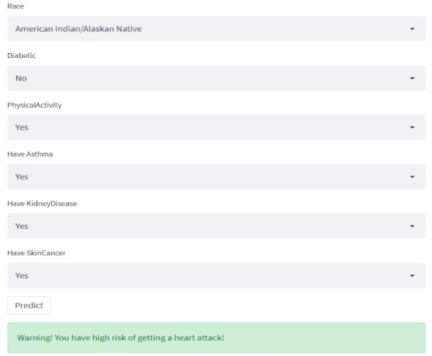 Race
American Indian/Alaskan Native
Diabetic
No
PhysicalActivity
Yes
Have Asthma
Yes
Have KidneyDisease
Yes
Have SkinCancer
Yes
Predict
Warning! You have high risk of getting a heart attack!